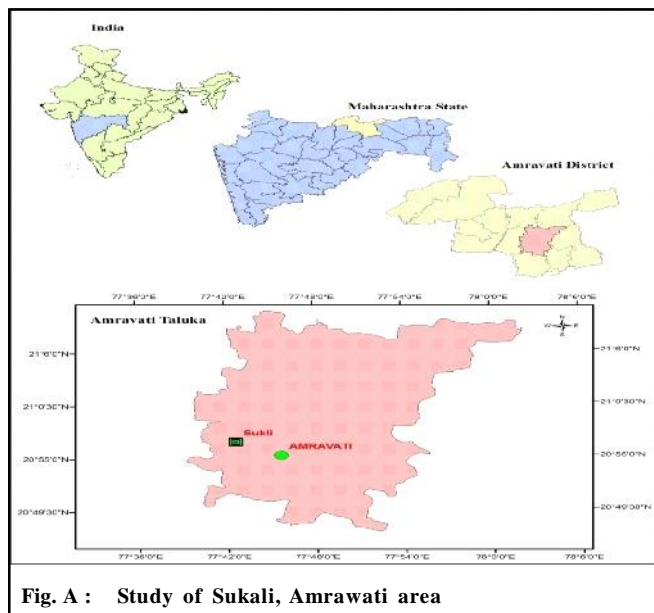 India
Maharashtra State
Amravati District
77°36'0"E 77°42'0"E 77°48'0"E 77°54'0"E 78°0'0"E 78°6'0"E
Amravati Taluka
21°6'0"N 21°6'0"N
21°0'30"N 21°0'30"N
Sukli
AMRAVATI
20°55'0"N 20°55'0"N
20°49'30"N 20°49'30"N
77°36'0"E 77°42'0"E 77°48'0"E 77°54'0"E 78°0'0"E 78°6'0"E
Fig. A : Study of Sukali, Amrawati area